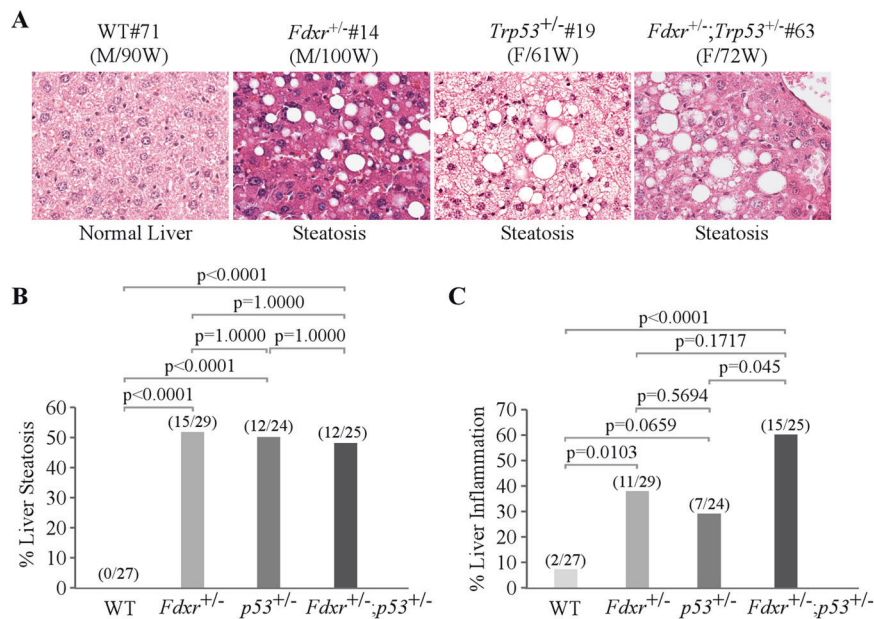 A
WT#71
(M/90W)
Fdxr+/-#14
(M/100W)
Trp53+/-#19
(F/61W)
Fdxr+/-;Trp53+/-#63
(F/72W)
Normal Liver
Steatosis
Steatosis
Steatosis
B
p<0.0001
p=1.0000
p=1.0000
p=1.0000
p<0.0001
p<0.0001
% Liver Steatosis
60
50
40
30
20
10
0
(0/27)
(15/29)
(12/24)
(12/25)
WT
Fdxr+/-
p53+/-
Fdxr+/-;p53+/-
C
p<0.0001
p=0.1717
p=0.045
p=0.5694
p=0.0659
p=0.0103
% Liver Inflammation
70
60
50
40
30
20
10
0
(2/27)
(11/29)
(7/24)
(15/25)
WT
Fdxr+/-
p53+/-
Fdxr+/-;p53+/-